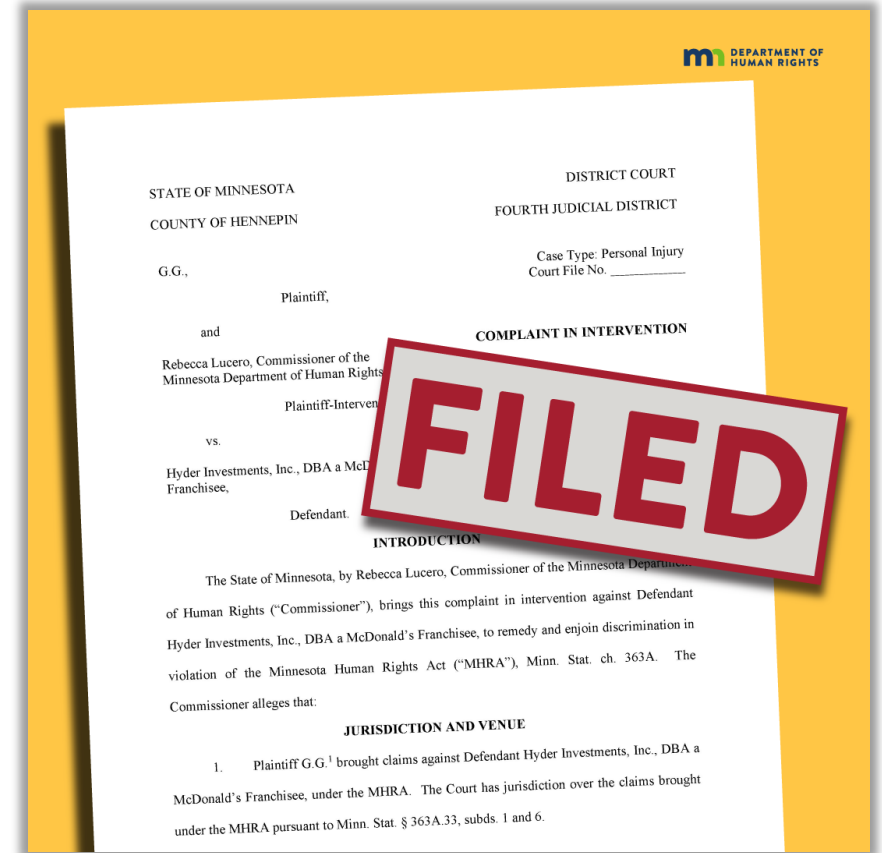 mn DEPARTMENT OF
HUMAN RIGHTS
STATE OF MINNESOTA
DISTRICT COURT
COUNTY OF HENNEPIN
FOURTH JUDICIAL DISTRICT
G.G.,
Case Type: Personal Injury
Court File No. ____________
Plaintiff,
and
COMPLAINT IN INTERVENTION
Rebecca Lucero, Commissioner of the
Minnesota Department of Human Rights
Plaintiff-Interven
vs.
Hyder Investments, Inc., DBA a McD
Franchisee,
Defendant.
FILED
INTRODUCTION
The State of Minnesota, by Rebecca Lucero, Commissioner of the Minnesota Department
of Human Rights (“Commissioner”), brings this complaint in intervention against Defendant
Hyder Investments, Inc., DBA a McDonald’s Franchisee, to remedy and enjoin discrimination in
violation of the Minnesota Human Rights Act (“MHRA”), Minn. Stat. ch. 363A. The
Commissioner alleges that:
JURISDICTION AND VENUE
1. Plaintiff G.G.¹ brought claims against Defendant Hyder Investments, Inc., DBA a
McDonald’s Franchisee, under the MHRA. The Court has jurisdiction over the claims brought
under the MHRA pursuant to Minn. Stat. § 363A.33, subds. 1 and 6.